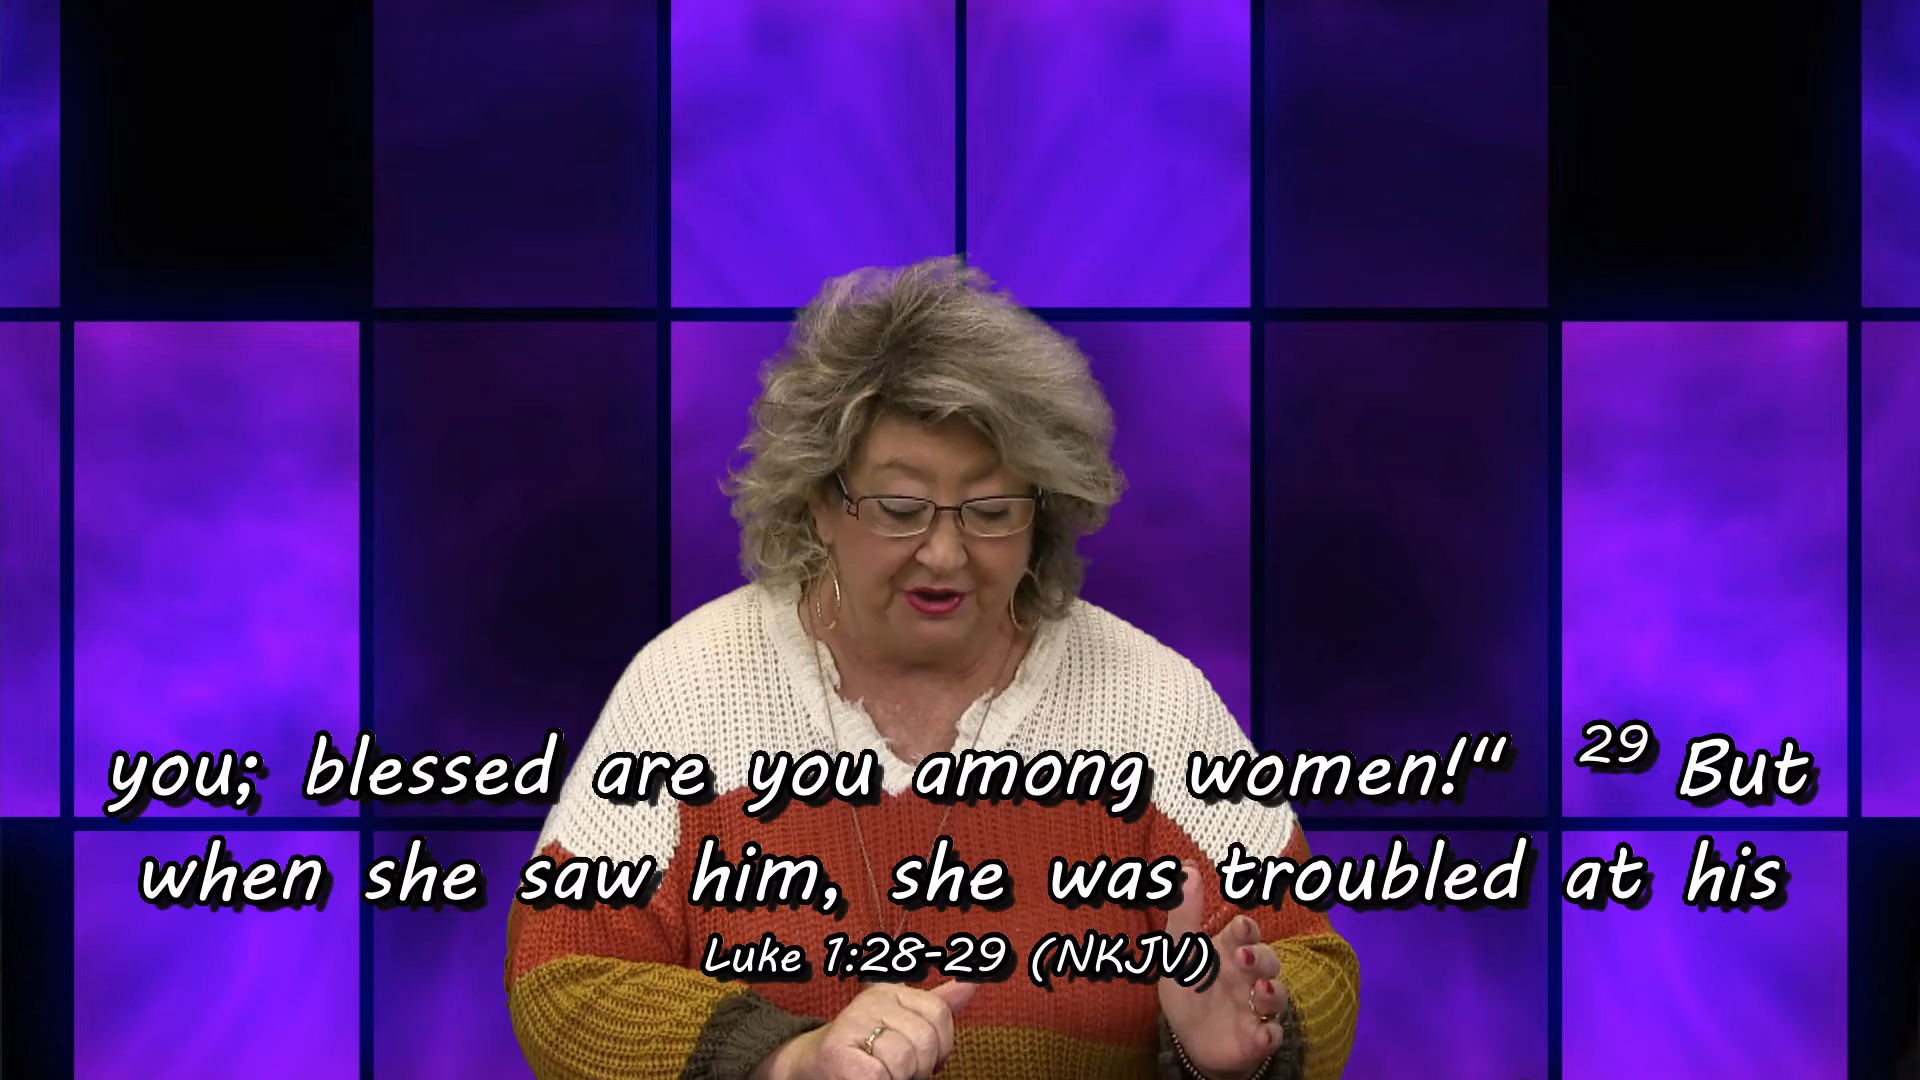 you; blessed are you among women!“ 29 But
when she saw him, she was troubled at his
Luke 1:28-29 (NKJV)